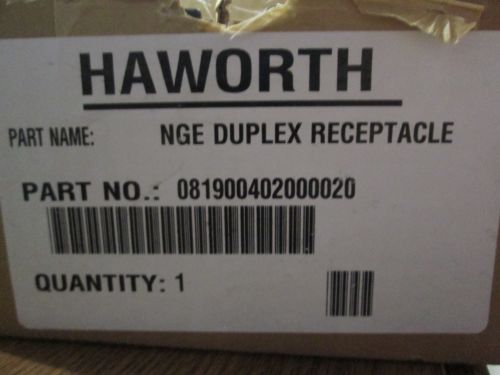 HAWORTH
PART NAME: NGE DUPLEX RECEPTACLE
PART NO.: 081900402000020
QUANTITY: 1